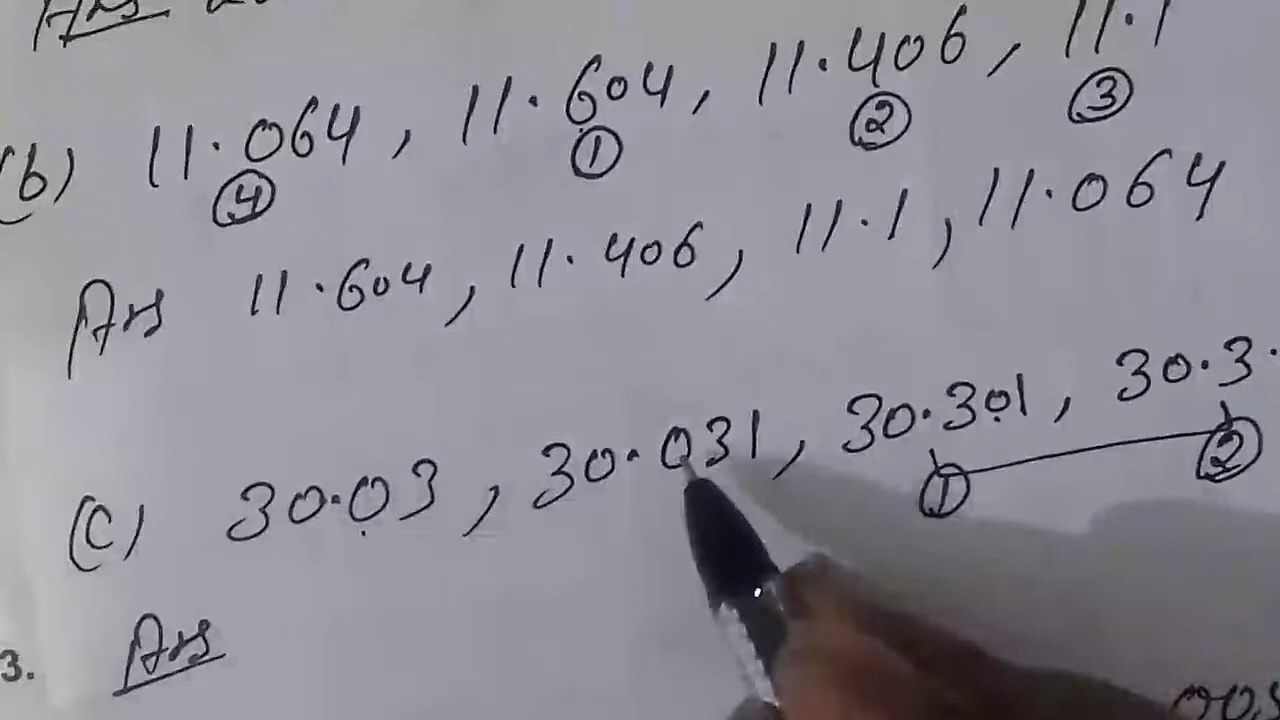 Ans
(b) 11.064, 11.604, 11.406, 11.1
④ ① ② ③
Ans 11.604, 11.406, 11.1, 11.064
(c) 30.03, 30.031, 30.301, 30.3.
① ②
3. Ans